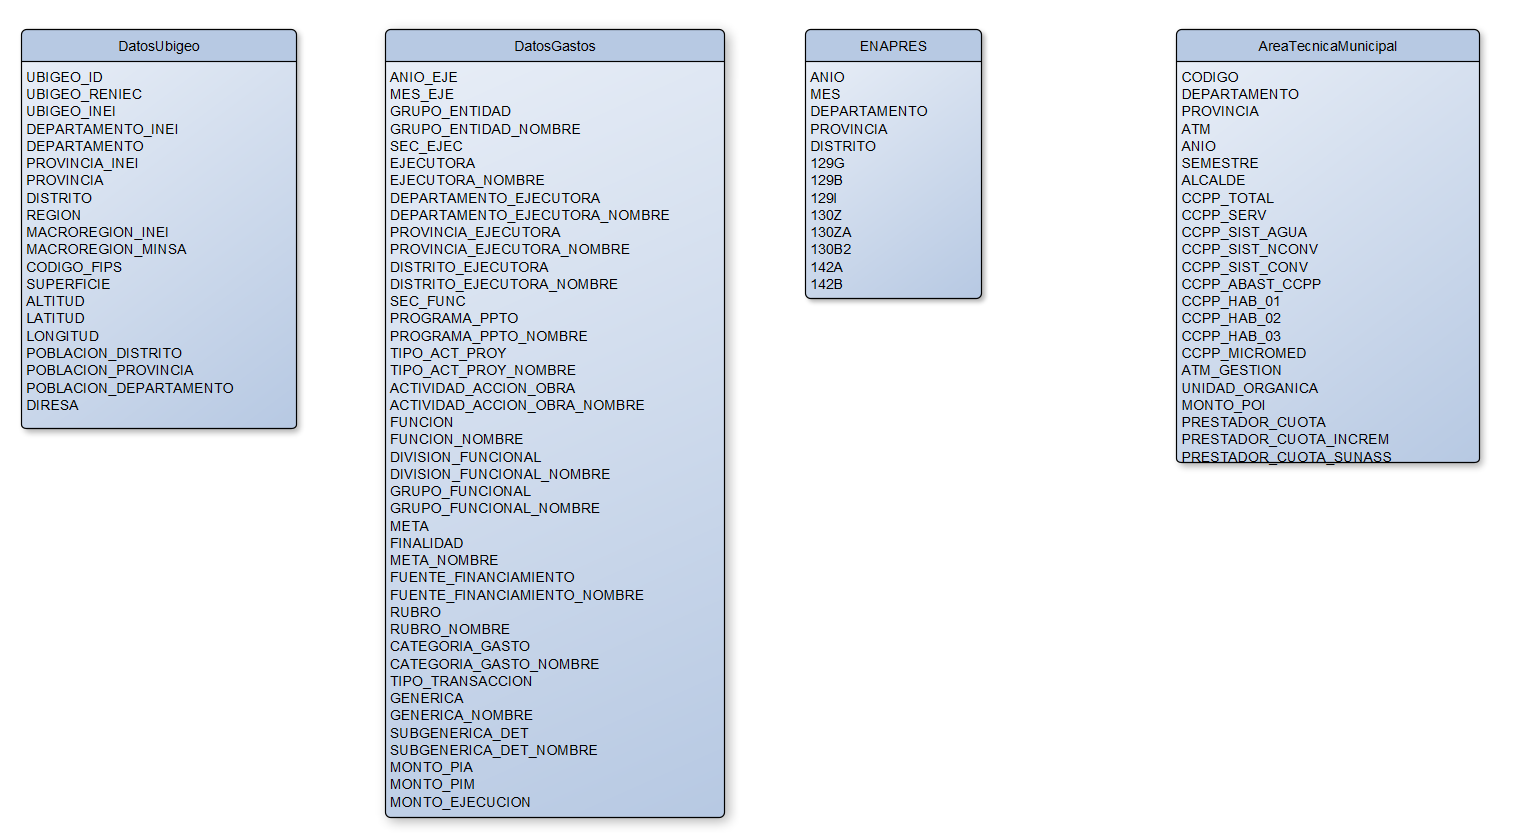 DatosUbigeo
UBIGEO_ID
UBIGEO_RENIEC
UBIGEO_INEI
DEPARTAMENTO_INEI
DEPARTAMENTO
PROVINCIA_INEI
PROVINCIA
DISTRITO
REGION
MACROREGION_INEI
MACROREGION_MINSA
CODIGO_FIPS
SUPERFICIE
ALTITUD
LATITUD
LONGITUD
POBLACION_DISTRITO
POBLACION_PROVINCIA
POBLACION_DEPARTAMENTO
DIRESA
DatosGastos
ANIO_EJE
MES_EJE
GRUPO_ENTIDAD
GRUPO_ENTIDAD_NOMBRE
SEC_EJEC
EJECUTORA
EJECUTORA_NOMBRE
DEPARTAMENTO_EJECUTORA
DEPARTAMENTO_EJECUTORA_NOMBRE
PROVINCIA_EJECUTORA
PROVINCIA_EJECUTORA_NOMBRE
DISTRITO_EJECUTORA
DISTRITO_EJECUTORA_NOMBRE
SEC_FUNC
PROGRAMA_PPTO
PROGRAMA_PPTO_NOMBRE
TIPO_ACT_PROY
TIPO_ACT_PROY_NOMBRE
ACTIVIDAD_ACCION_OBRA
ACTIVIDAD_ACCION_OBRA_NOMBRE
FUNCION
FUNCION_NOMBRE
DIVISION_FUNCIONAL
DIVISION_FUNCIONAL_NOMBRE
GRUPO_FUNCIONAL
GRUPO_FUNCIONAL_NOMBRE
META
FINALIDAD
META_NOMBRE
FUENTE_FINANCIAMIENTO
FUENTE_FINANCIAMIENTO_NOMBRE
RUBRO
RUBRO_NOMBRE
CATEGORIA_GASTO
CATEGORIA_GASTO_NOMBRE
TIPO_TRANSACCION
GENERICA
GENERICA_NOMBRE
SUBGENERICA_DET
SUBGENERICA_DET_NOMBRE
MONTO_PIA
MONTO_PIM
MONTO_EJECUCION
ENAPRES
ANIO
MES
DEPARTAMENTO
PROVINCIA
DISTRITO
129G
129B
129I
130Z
130ZA
130B2
142A
142B
AreaTecnicaMunicipal
CODIGO
DEPARTAMENTO
PROVINCIA
ATM
ANIO
SEMESTRE
ALCALDE
CCPP_TOTAL
CCPP_SERV
CCPP_SIST_AGUA
CCPP_SIST_NCONV
CCPP_SIST_CONV
CCPP_ABAST_CCPP
CCPP_HAB_01
CCPP_HAB_02
CCPP_HAB_03
CCPP_MICROMED
ATM_GESTION
UNIDAD_ORGANICA
MONTO_POI
PRESTADOR_CUOTA
PRESTADOR_CUOTA_INCREM
PRESTADOR_CUOTA_SUNASS